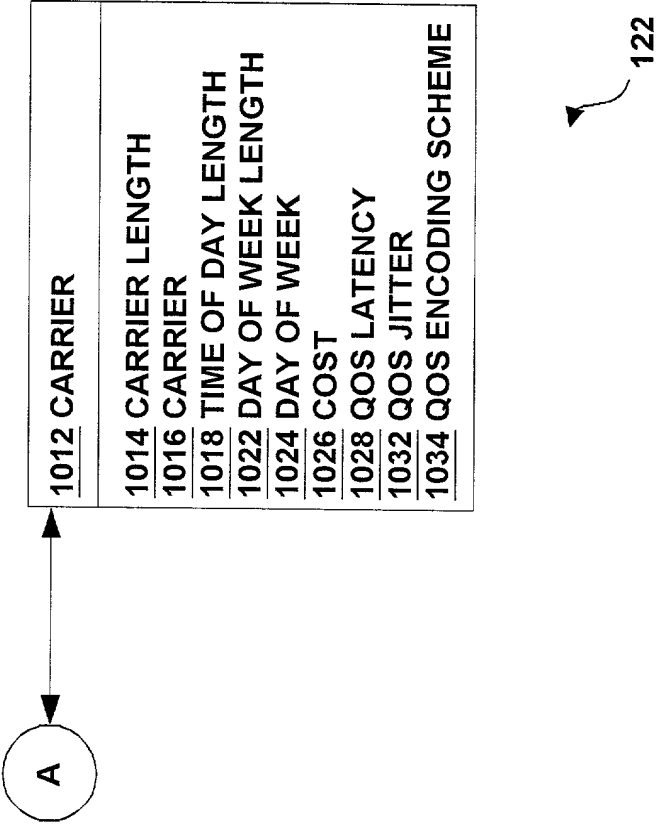 A
1012 CARRIER
1014 CARRIER LENGTH
1016 CARRIER
1018 TIME OF DAY LENGTH
1022 DAY OF WEEK LENGTH
1024 DAY OF WEEK
1026 COST
1028 QOS LATENCY
1032 QOS JITTER
1034 QOS ENCODING SCHEME
122